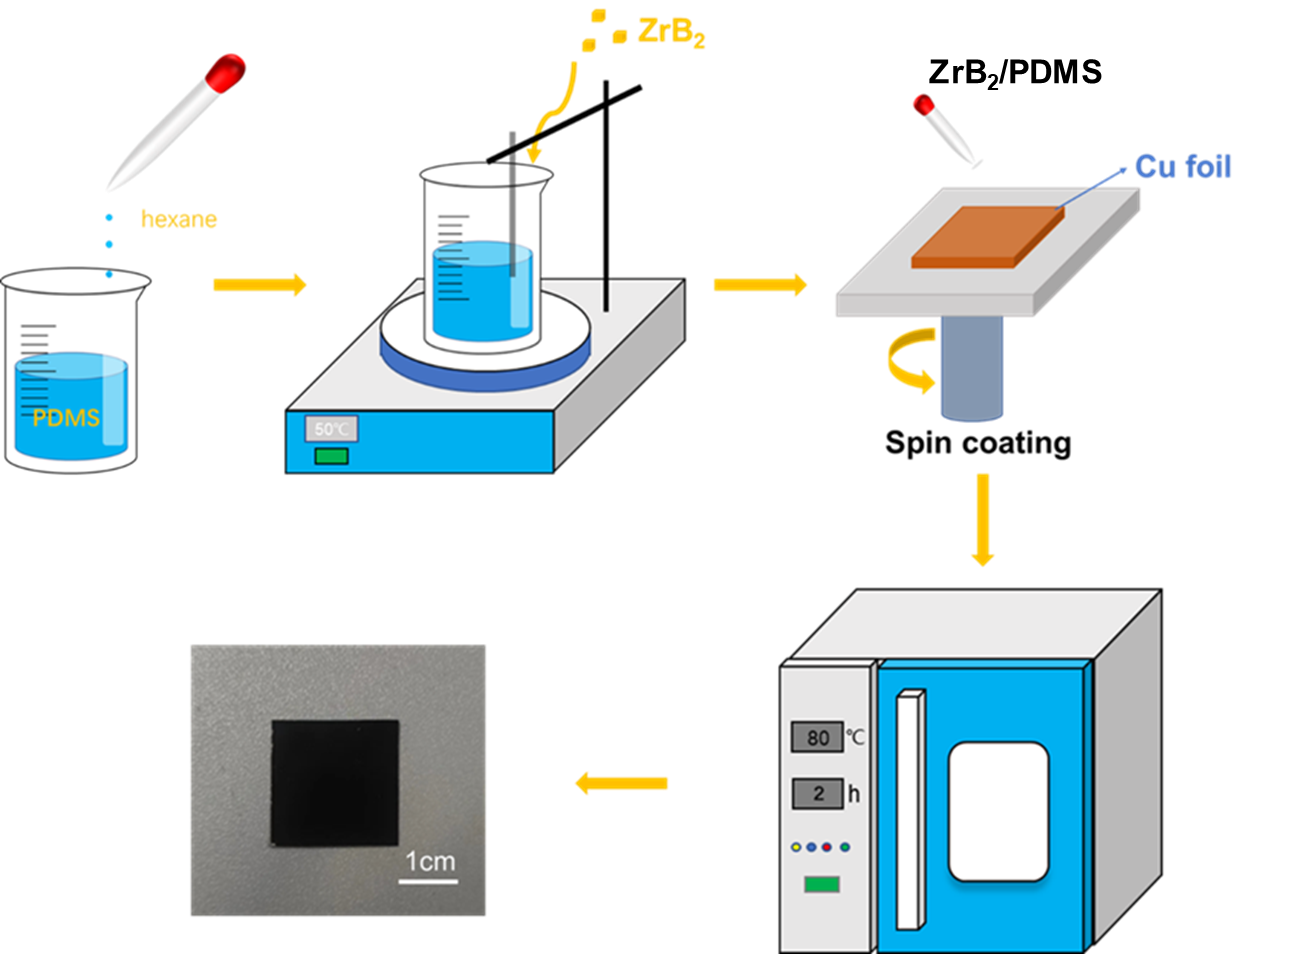 ZrB₂
ZrB₂/PDMS
hexane
Cu foil
PDMS
50℃
Spin coating
80 ℃
2 h
1cm